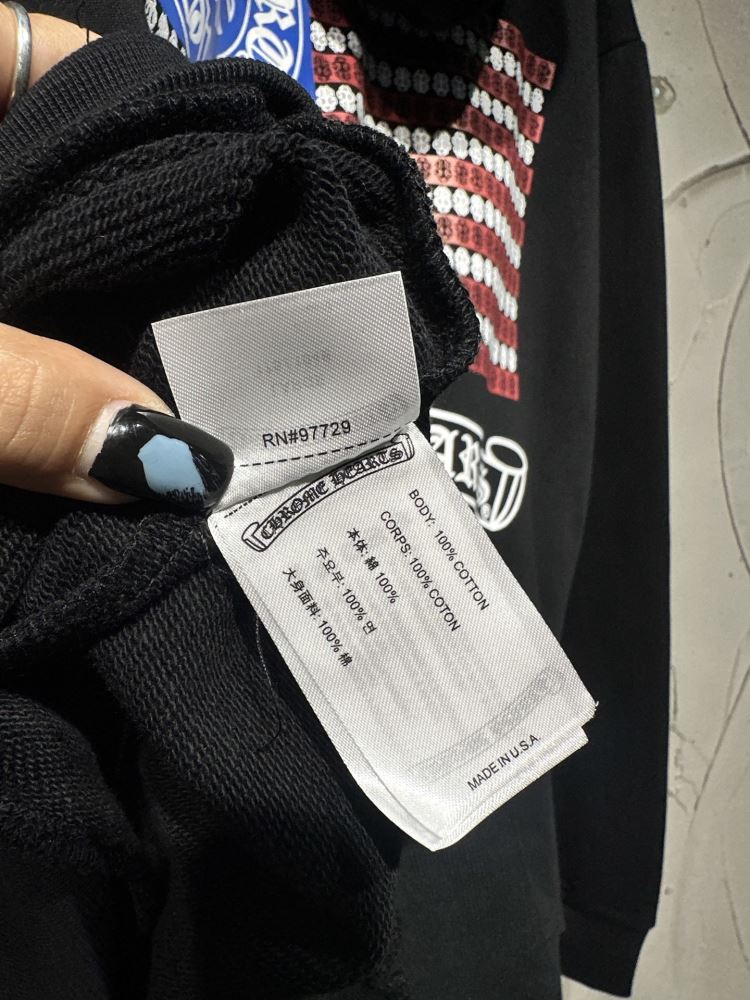 RN#97729
CHROME HEARTS
BODY: 100% COTTON
CORPS: 100% COTON
本体: 綿 100%
주요부: 100% 면
大身面料: 100% 棉
MADE IN U.S.A.